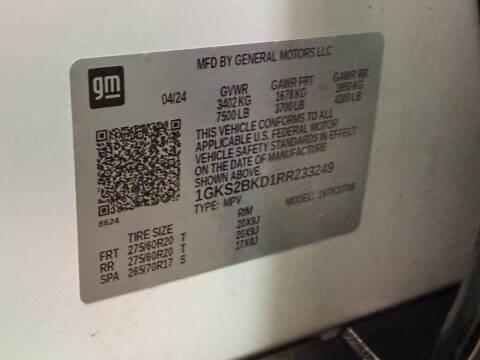 gm
MFD BY GENERAL MOTORS LLC
04/24 GVWR GAWR FRT GAWR RR
3402 KG 1678 KG 1950 KG
7500 LB 3700 LB 4300 LB
THIS VEHICLE CONFORMS TO ALL
APPLICABLE U.S. FEDERAL MOTOR
VEHICLE SAFETY STANDARDS IN EFFECT
ON THE DATE OF MANUFACTURE
SHOWN ABOVE
1GKS2BKD1RR233249
TYPE: MPV MODEL:
8624
TIRE SIZE RIM
FRT 275/60R20 T 20X9J
RR 275/60R20 T 20X9J
SPA 265/70R17 S 17X8J